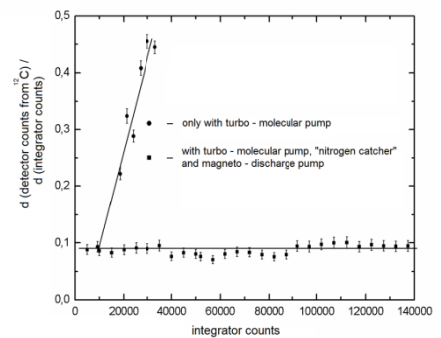 d (detector counts from ¹²C) /
d (integrator counts)
0,5
0,4
0,3
0,2
0,1
0,0
– only with turbo - molecular pump
– with turbo - molecular pump, "nitrogen catcher"
and magneto - discharge pump
0 20000 40000 60000 80000 100000 120000 140000
integrator counts